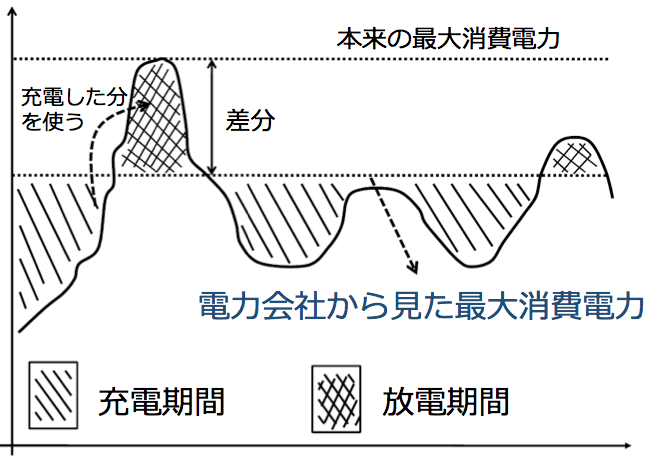 本来の最大消費電力
充電した分
を使う
差分
電力会社から見た最大消費電力
充電期間
放電期間